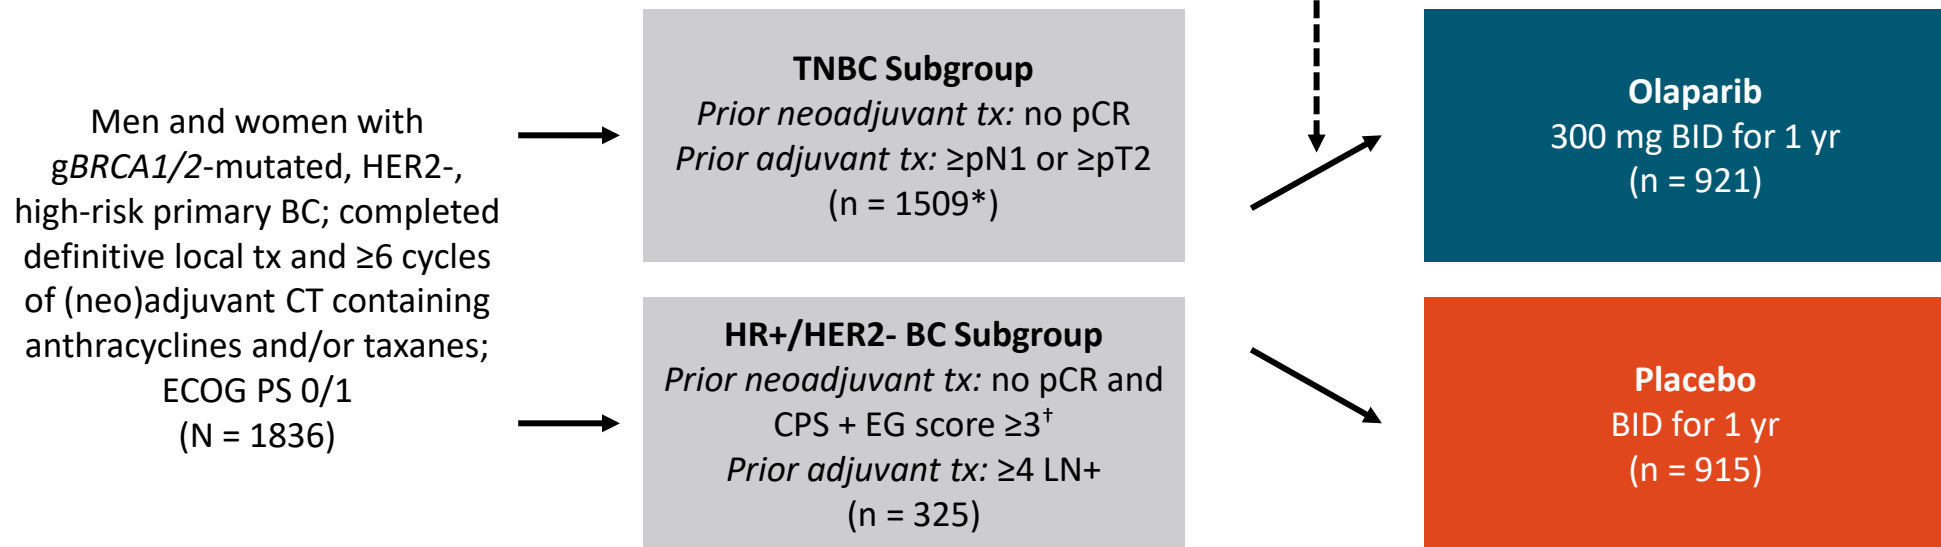 Men and women with
gBRCA1/2-mutated, HER2-,
high-risk primary BC; completed
definitive local tx and ≥6 cycles
of (neo)adjuvant CT containing
anthracyclines and/or taxanes;
ECOG PS 0/1
(N = 1836)
TNBC Subgroup
Prior neoadjuvant tx: no pCR
Prior adjuvant tx: ≥pN1 or ≥pT2
(n = 1509*)
HR+/HER2- BC Subgroup
Prior neoadjuvant tx: no pCR and
CPS + EG score ≥3†
Prior adjuvant tx: ≥4 LN+
(n = 325)
Olaparib
300 mg BID for 1 yr
(n = 921)
Placebo
BID for 1 yr
(n = 915)